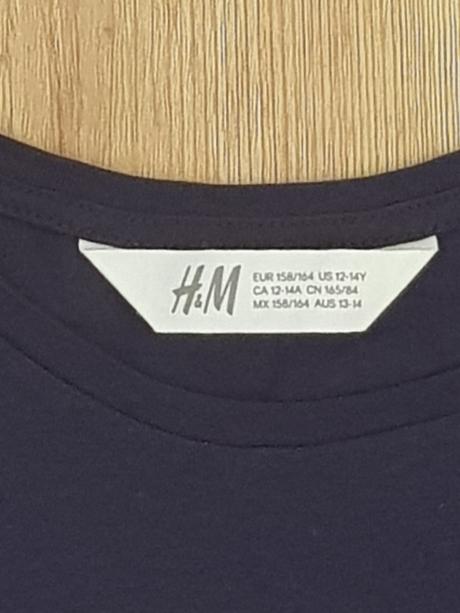 H&M
EUR 158/164 US 12-14Y
CA 12-14A CN 165/84
MX 158/164 AUS 13-14